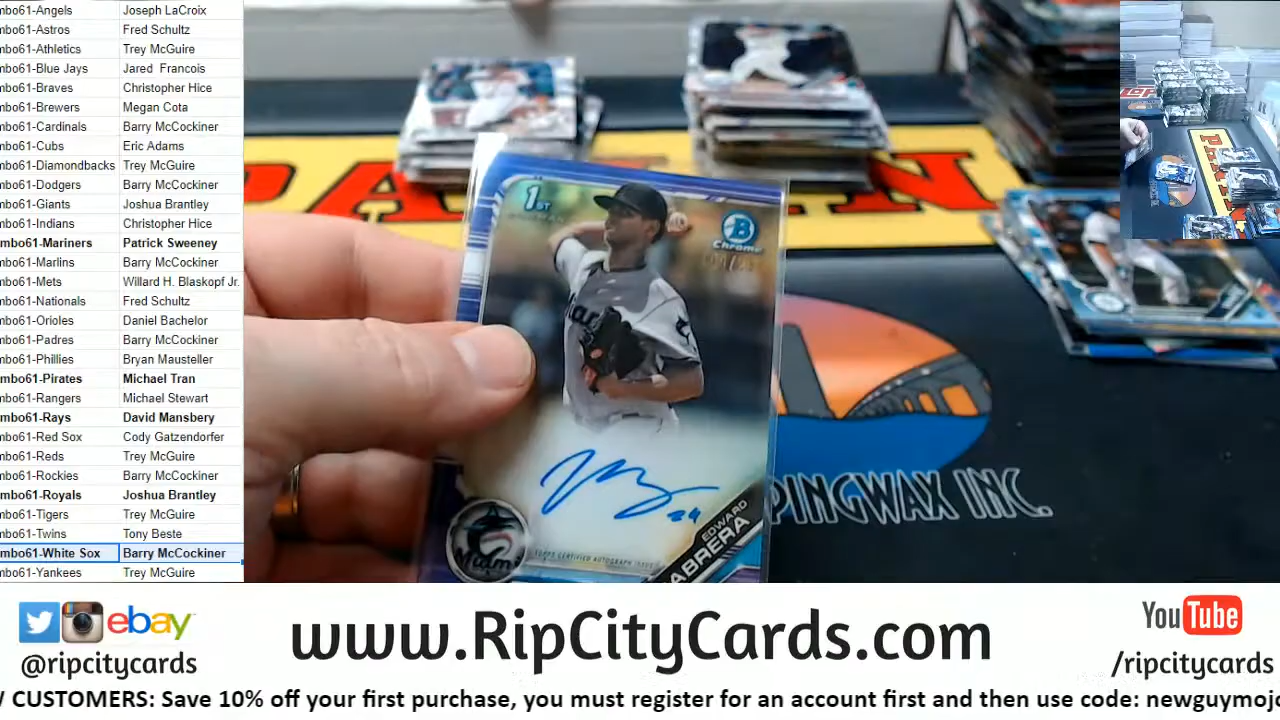 mbo61-Angels Joseph LaCroix
mbo61-Astros Fred Schultz
mbo61-Athletics Trey McGuire
mbo61-Blue Jays Jared Francois
mbo61-Braves Christopher Hice
mbo61-Brewers Megan Cota
mbo61-Cardinals Barry McCockiner
mbo61-Cubs Eric Adams
mbo61-Diamondbacks Trey McGuire
mbo61-Dodgers Barry McCockiner
mbo61-Giants Joshua Brantley
mbo61-Indians Christopher Hice
mbo61-Mariners Patrick Sweeney
mbo61-Marlins Barry McCockiner
mbo61-Mets Willard H. Blaskopf Jr.
mbo61-Nationals Fred Schultz
mbo61-Orioles Daniel Bachelor
mbo61-Padres Barry McCockiner
mbo61-Phillies Bryan Mausteller
mbo61-Pirates Michael Tran
mbo61-Rangers Michael Stewart
mbo61-Rays David Mansbery
mbo61-Red Sox Cody Gatzendorfer
mbo61-Reds Trey McGuire
mbo61-Rockies Barry McCockiner
mbo61-Royals Joshua Brantley
mbo61-Tigers Trey McGuire
mbo61-Twins Tony Beste
mbo61-White Sox Barry McCockiner
mbo61-Yankees Trey McGuire
1ST
B
Chrome
24
EDWARD
CABRERA
Miami
TOPPS CERTIFIED AUTOGRAPH ISSUE
PINGWAX INC.
ebay
@ripcitycards
www.RipCityCards.com
YouTube
/ripcitycards
W CUSTOMERS: Save 10% off your first purchase, you must register for an account first and then use code: newguymojo